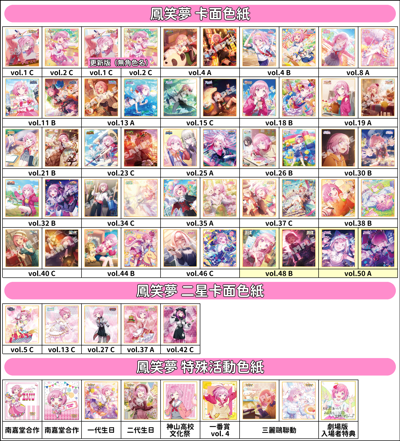 鳳笑夢 卡面色紙
更新版（無角色名）
vol.1 C vol.2 C vol.1 C vol.2 C vol.4 A vol.4 B vol.8 A
vol.11 B vol.13 A vol.15 C vol.18 B vol.19 A
vol.21 B vol.23 C vol.25 A vol.26 B vol.30 B
vol.32 B vol.34 C vol.35 A vol.37 C vol.38 B
vol.40 C vol.44 B vol.46 C vol.48 B vol.50 A
鳳笑夢 二星卡面色紙
vol.5 C vol.13 C vol.27 C vol.37 A vol.42 C
鳳笑夢 特殊活動色紙
南嘉堂合作 南嘉堂合作 一代生日 二代生日 神山高校 一番賞 三麗鷗聯動 劇場版
文化祭 vol. 4 入場者特典